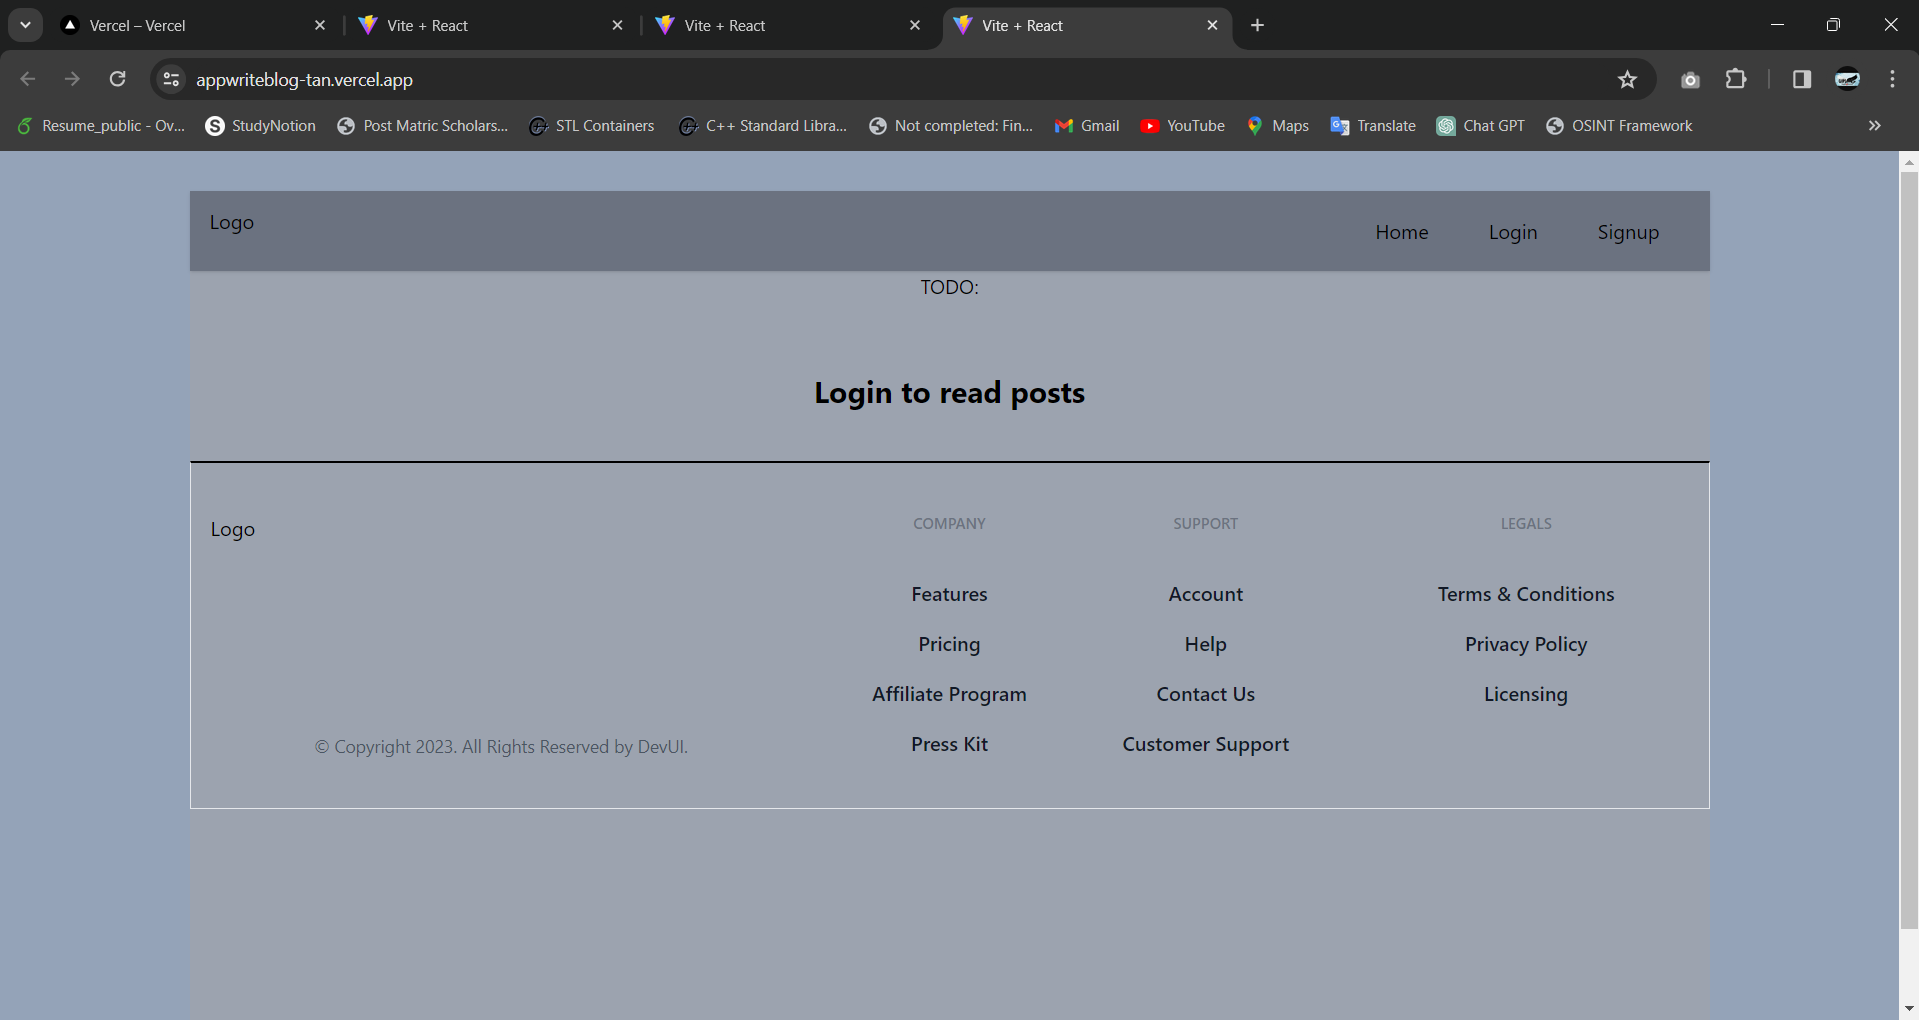 Vercel – Vercel
Vite + React
Vite + React
Vite + React
appwriteblog-tan.vercel.app
Resume_public - Ov...
StudyNotion
Post Matric Scholars...
STL Containers
C++ Standard Libra...
Not completed: Fin...
Gmail
YouTube
Maps
Translate
Chat GPT
OSINT Framework
Logo
Home
Login
Signup
TODO:
Login to read posts
Logo
© Copyright 2023. All Rights Reserved by DevUI.
COMPANY
Features
Pricing
Affiliate Program
Press Kit
SUPPORT
Account
Help
Contact Us
Customer Support
LEGALS
Terms & Conditions
Privacy Policy
Licensing